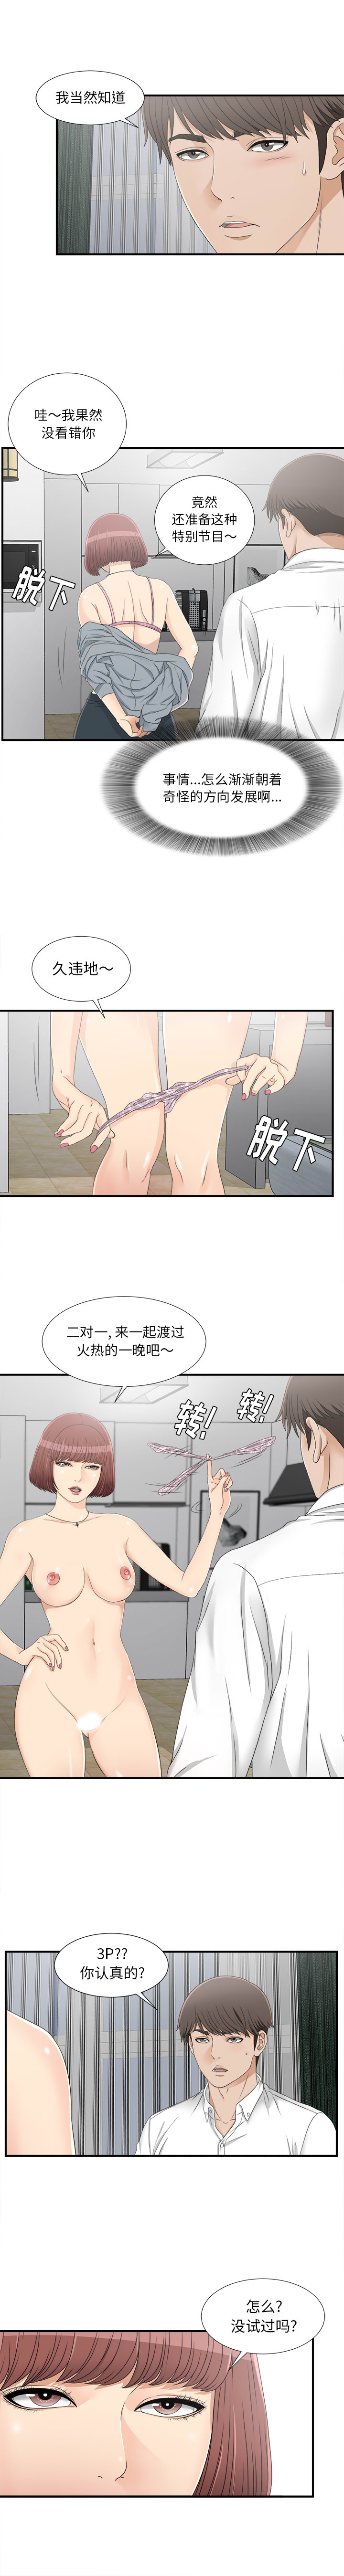 我当然知道
哇～我果然
没看错你
竟然
还准备这种
特别节目～
脱下
事情...怎么渐渐朝着
奇怪的方向发展啊...
久违地～
脱下
二对一, 来一起渡过
火热的一晚吧～
转!
转!
3P??
你认真的?
怎么?
没试过吗?